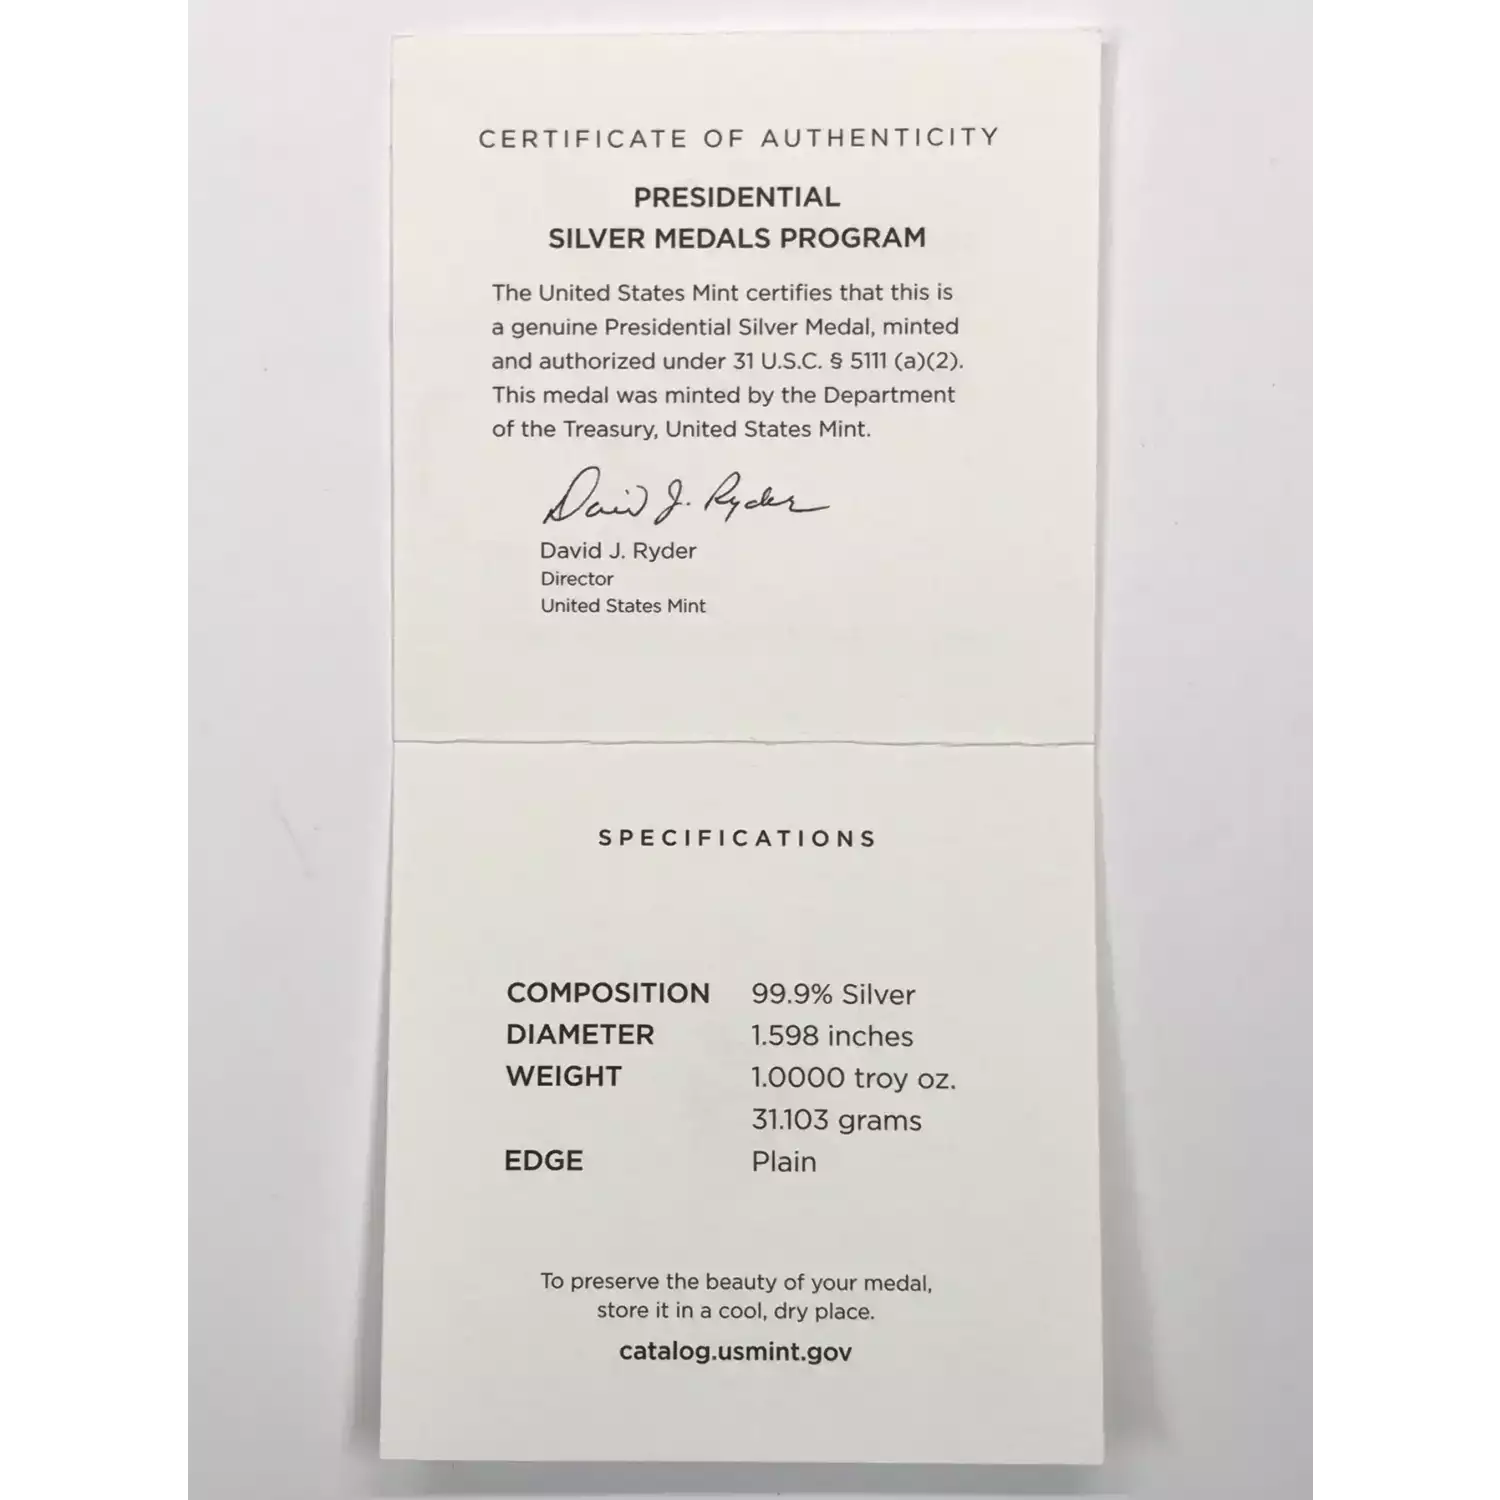 CERTIFICATE OF AUTHENTICITY
PRESIDENTIAL
SILVER MEDALS PROGRAM
The United States Mint certifies that this is
a genuine Presidential Silver Medal, minted
and authorized under 31 U.S.C. § 5111 (a)(2).
This medal was minted by the Department
of the Treasury, United States Mint.
David J. Ryder
David J. Ryder
Director
United States Mint
SPECIFICATIONS
COMPOSITION 99.9% Silver
DIAMETER 1.598 inches
WEIGHT 1.0000 troy oz.
31.103 grams
EDGE Plain
To preserve the beauty of your medal,
store it in a cool, dry place.
catalog.usmint.gov